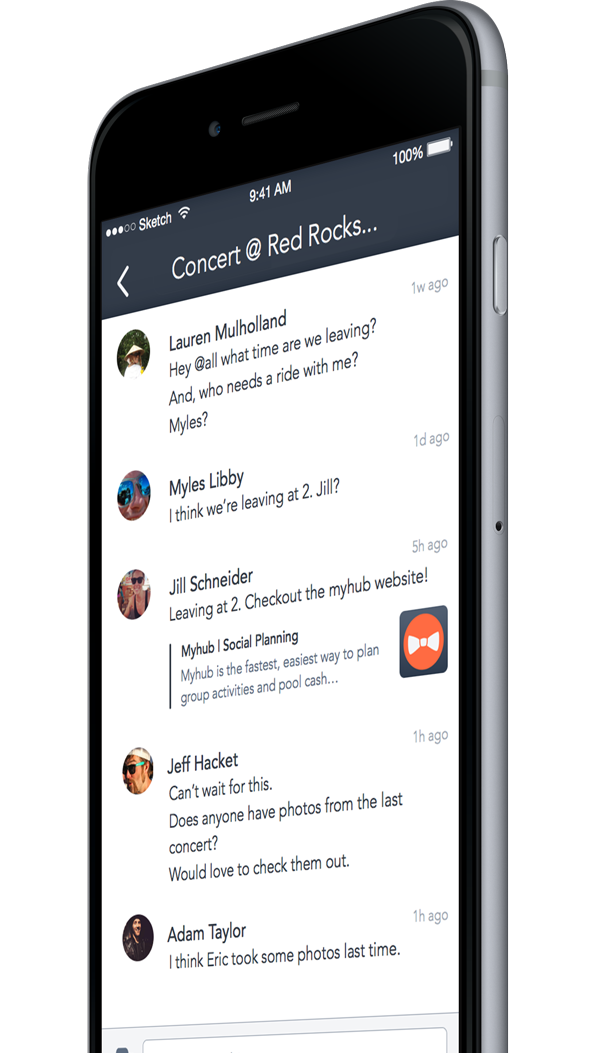 Sketch
9:41 AM
100%
Concert @ Red Rocks...
1w ago
Lauren Mulholland
Hey @all what time are we leaving?
And, who needs a ride with me?
Myles?
1d ago
Myles Libby
I think we're leaving at 2. Jill?
5h ago
Jill Schneider
Leaving at 2. Checkout the myhub website!
Myhub | Social Planning
Myhub is the fastest, easiest way to plan
group activities and pool cash...
1h ago
Jeff Hacket
Can't wait for this.
Does anyone have photos from the last
concert?
Would love to check them out.
1h ago
Adam Taylor
I think Eric took some photos last time.